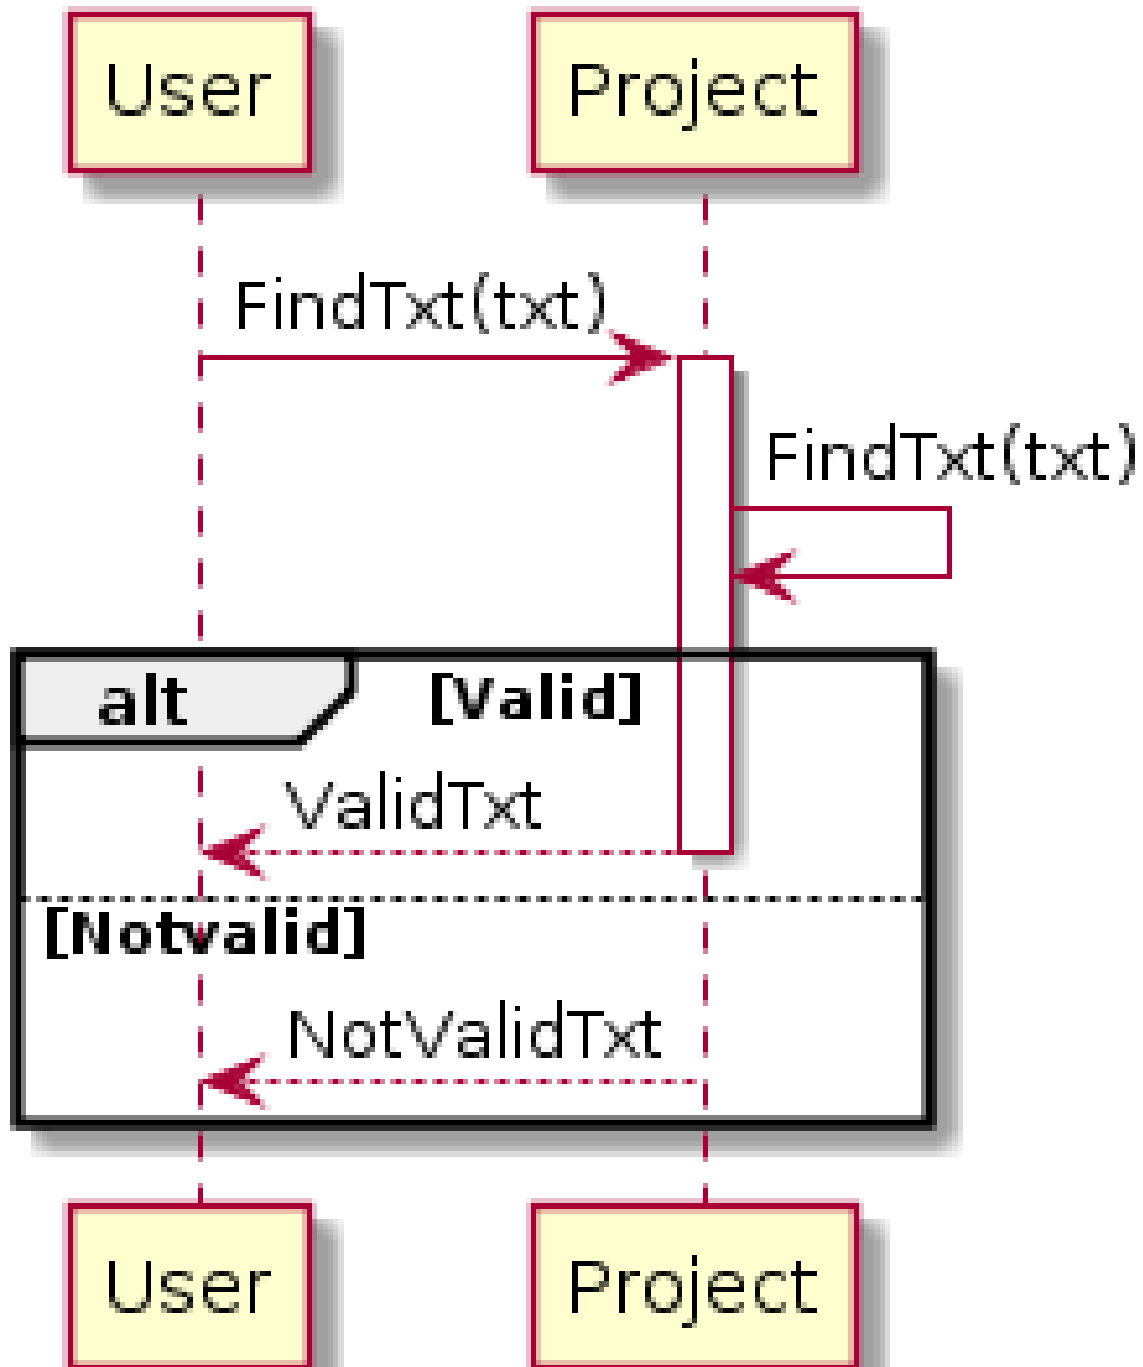 User
Project
FindTxt(txt)
FindTxt(txt)
alt
[Valid]
ValidTxt
[Notvalid]
NotValidTxt
User
Project